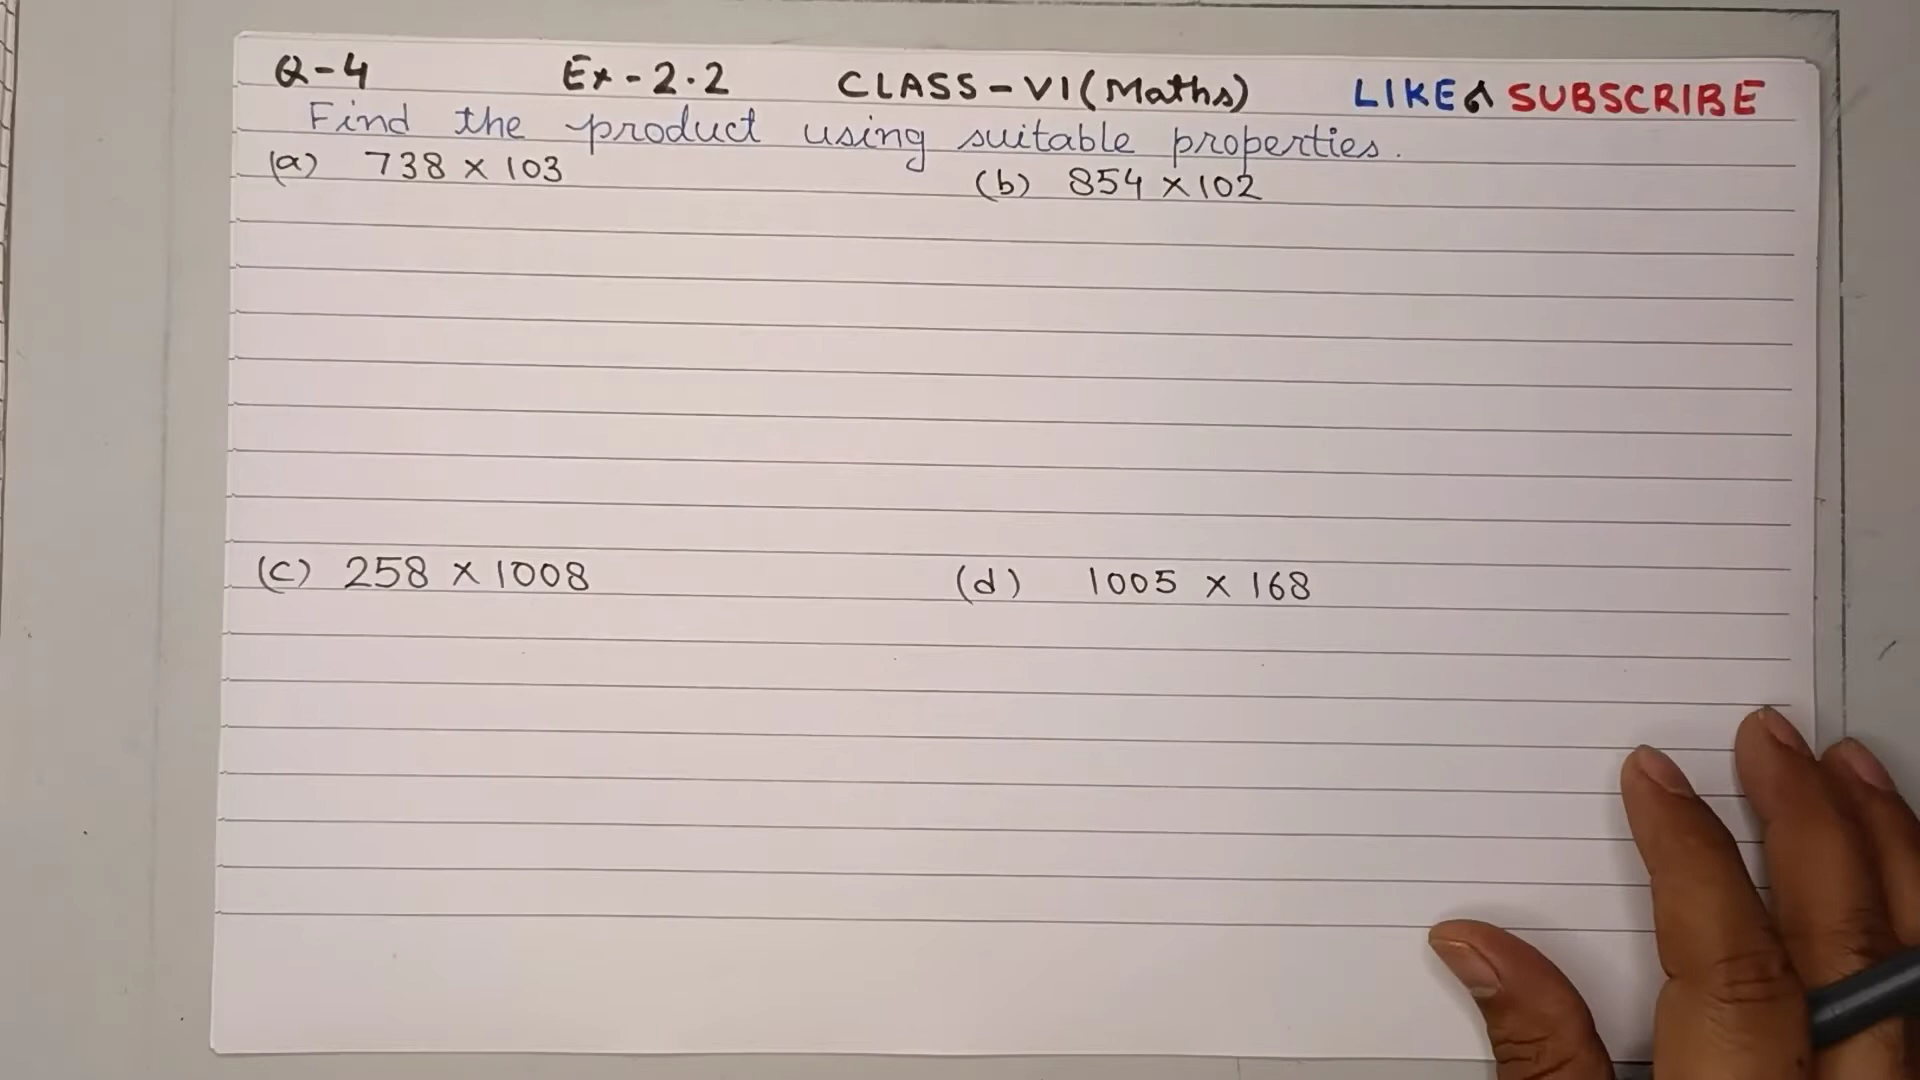 Q-4 Ex-2.2 CLASS-VI (Maths) LIKE & SUBSCRIBE
Find the product using suitable properties.
(a) 738 × 103 (b) 854 × 102
(c) 258 × 1008 (d) 1005 × 168